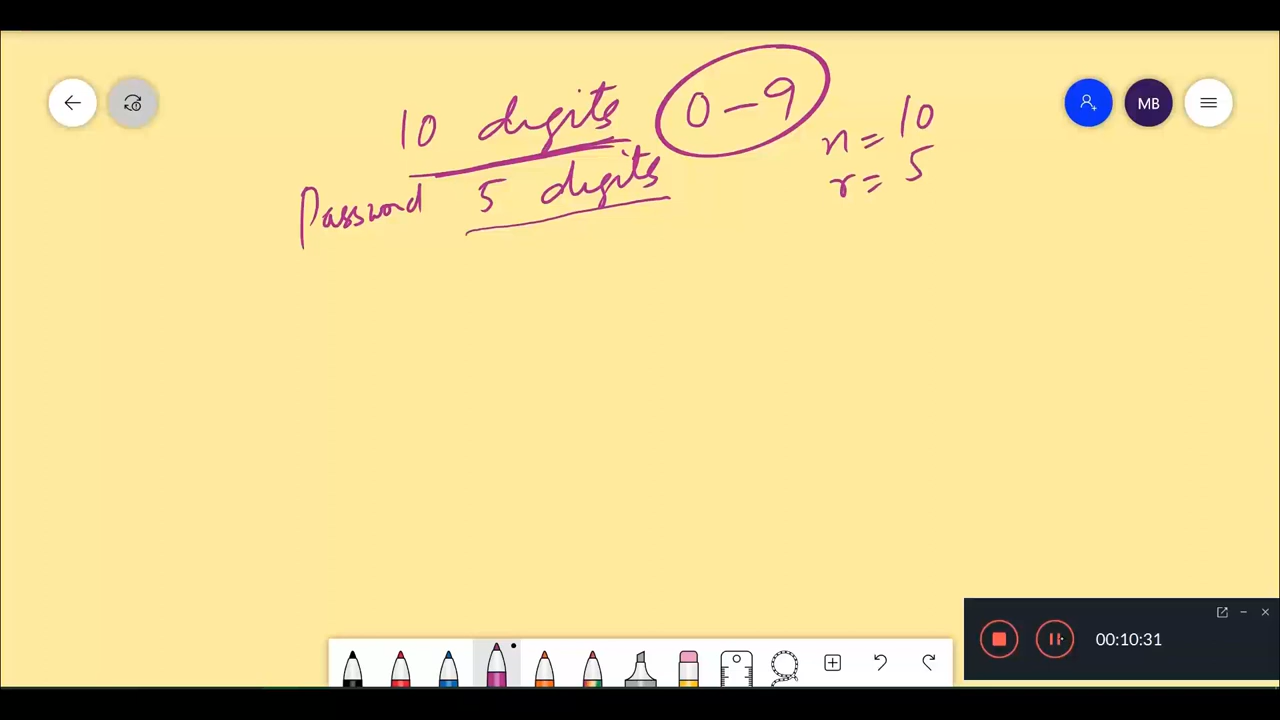 10 digits 0-9
n = 10
Password 5 digits
r = 5
MB
00:10:31